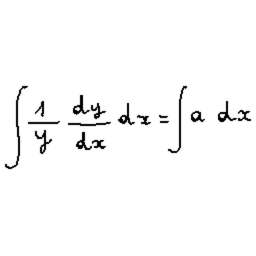 ∫ 1/y dy/dx dx = ∫ a dx